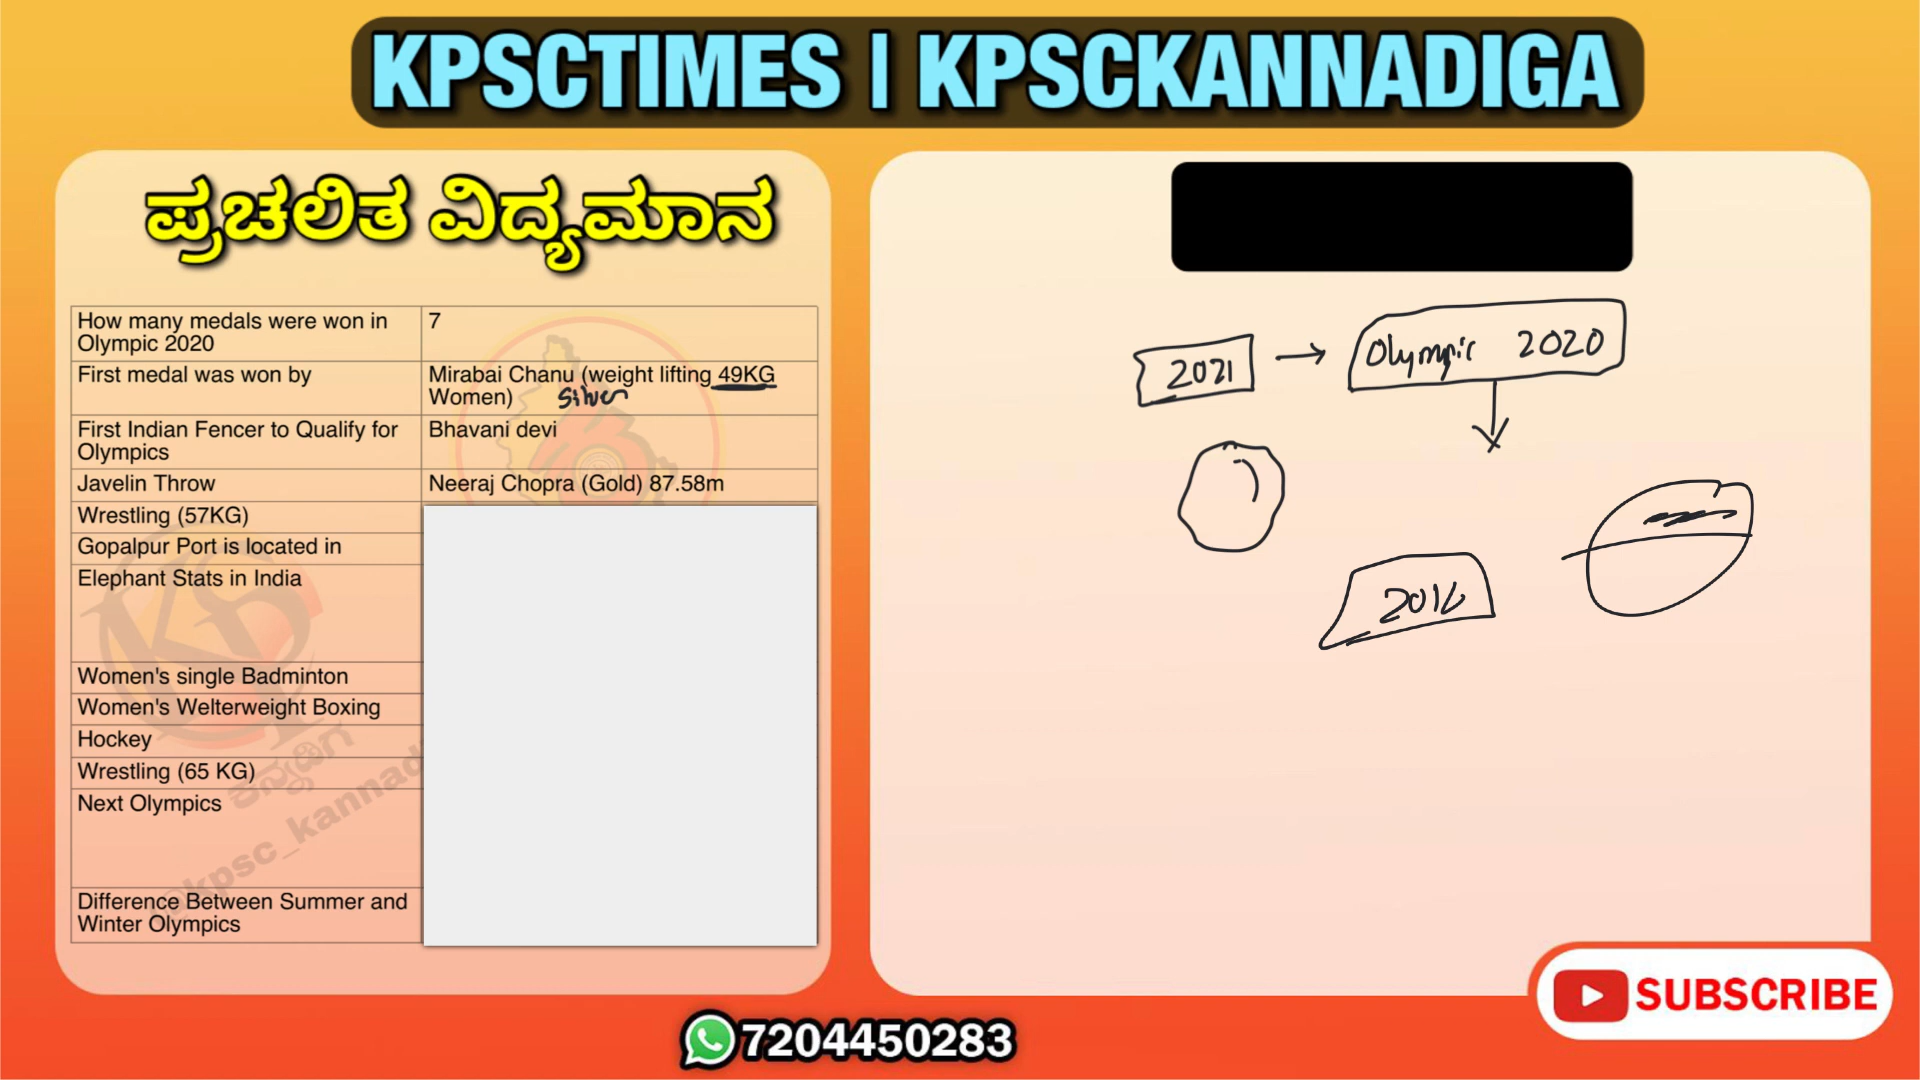 KPSCTIMES | KPSCKANNADIGA
ಪ್ರಚಲಿತ ವಿದ್ಯಮಾನ
How many medals were won in
Olympic 2020
7
First medal was won by
Mirabai Chanu (weight lifting 49KG
Women) Silver
First Indian Fencer to Qualify for
Olympics
Bhavani devi
Javelin Throw
Neeraj Chopra (Gold) 87.58m
Wrestling (57KG)
Gopalpur Port is located in
Elephant Stats in India
Women's single Badminton
Women's Welterweight Boxing
Hockey
Wrestling (65 KG)
Next Olympics
Difference Between Summer and
Winter Olympics
KP
ಕನ್ನಡಿಗ
@kpsc_kannadi
2021 → Olympic 2020
2016
SUBSCRIBE
7204450283